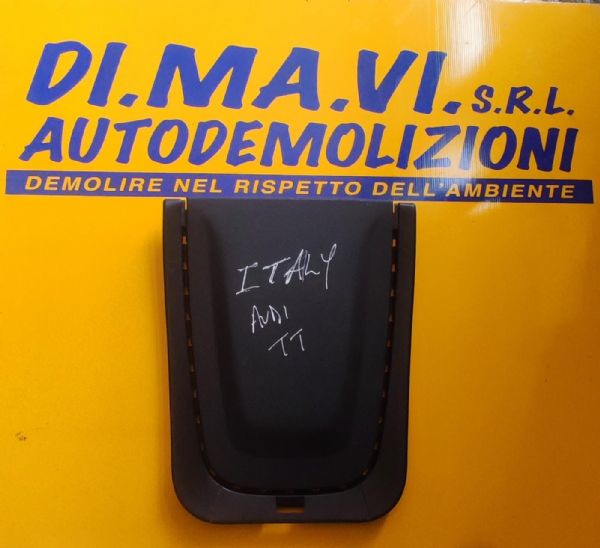 DI.MA.VI. S.R.L.
AUTODEMOLIZIONI
DEMOLIRE NEL RISPETTO DELL'AMBIENTE
ITALY
AUDI
TT